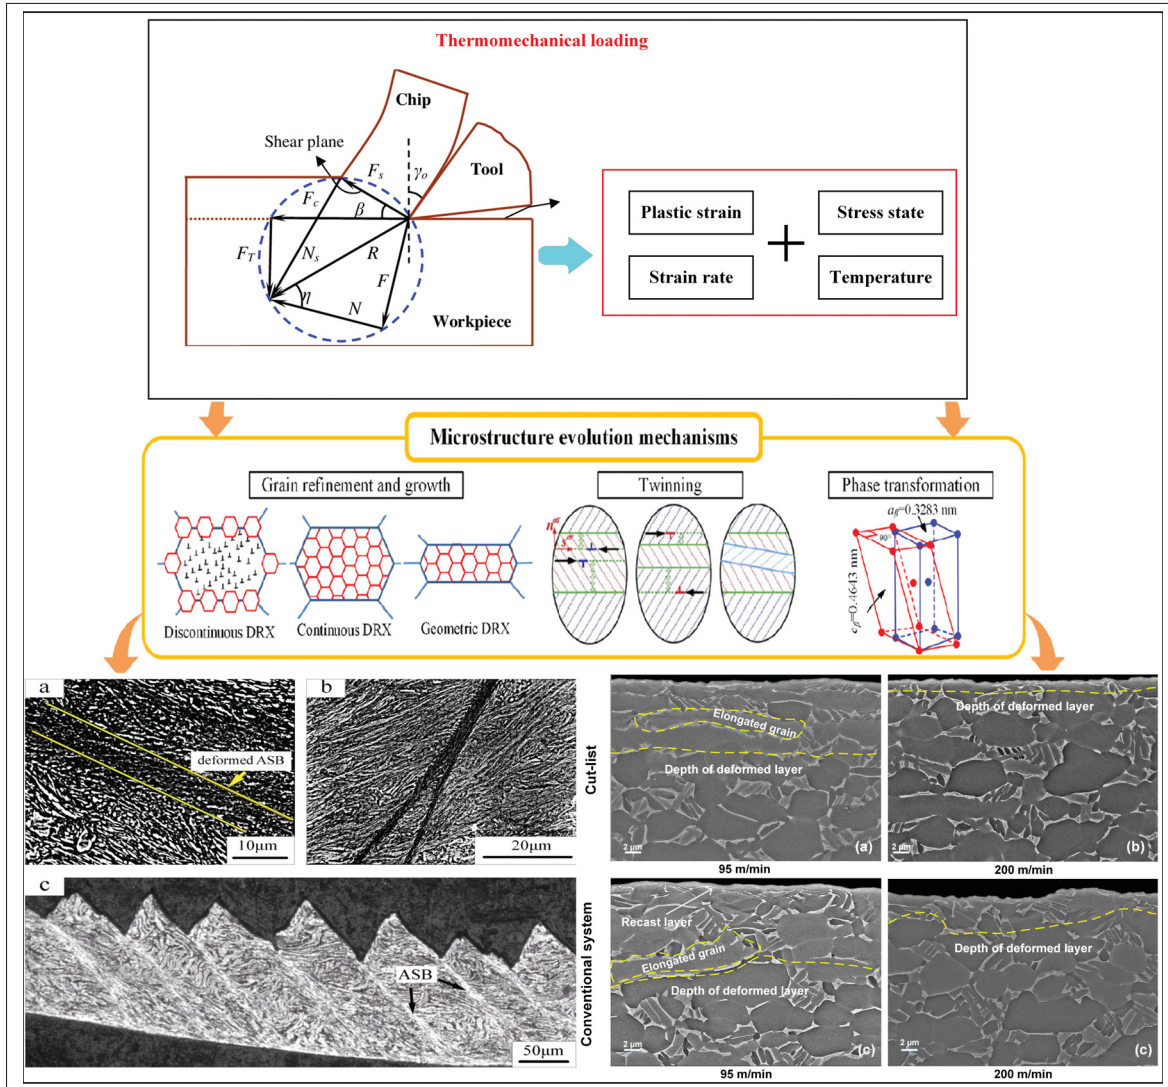 Thermomechanical loading
Chip
Shear plane
Tool
F_s
γ_o
F_c
β
F_T
N_s
R
F
η
N
Workpiece
Plastic strain
Stress state
Strain rate
Temperature
Microstructure evolution mechanisms
Grain refinement and growth
Twinning
Phase transformation
a_β=0.3283 nm
90°
c_β=0.4643 nm
Discontinuous DRX
Continuous DRX
Geometric DRX
a
deformed ASB
10μm
b
20μm
c
ASB
50μm
Cut-list
Elongated grain
Depth of deformed layer
2 μm
(a)
95 m/min
Depth of deformed layer
2 μm
(b)
200 m/min
Conventional system
Recast layer
Elongated grain
Depth of deformed layer
2 μm
(c)
95 m/min
Depth of deformed layer
2 μm
(c)
200 m/min